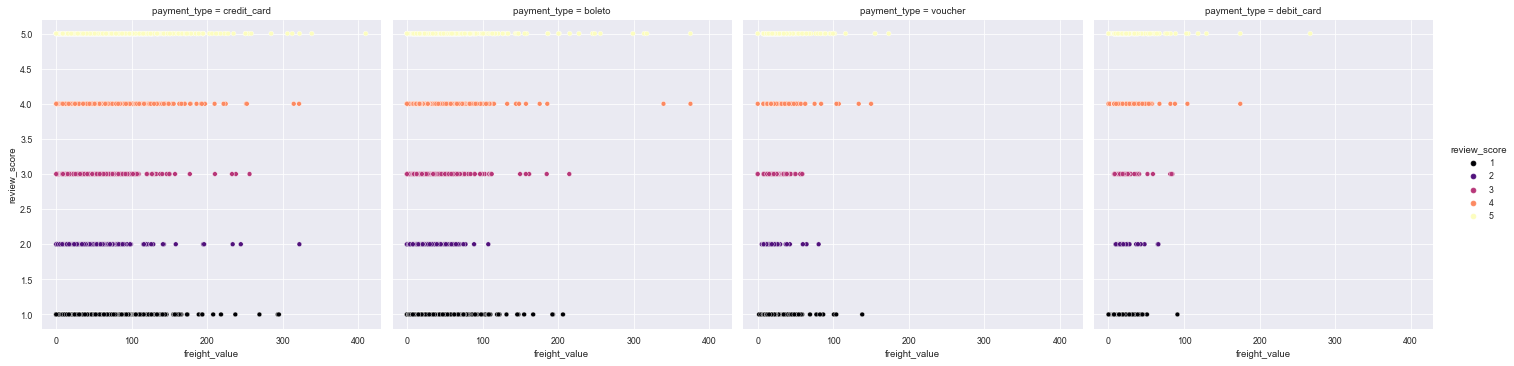 payment_type = credit_card
payment_type = boleto
payment_type = voucher
payment_type = debit_card
5.0
4.5
4.0
3.5
3.0
2.5
2.0
1.5
1.0
review_score
0 100 200 300 400
0 100 200 300 400
0 100 200 300 400
0 100 200 300 400
freight_value
freight_value
freight_value
freight_value
review_score
1
2
3
4
5